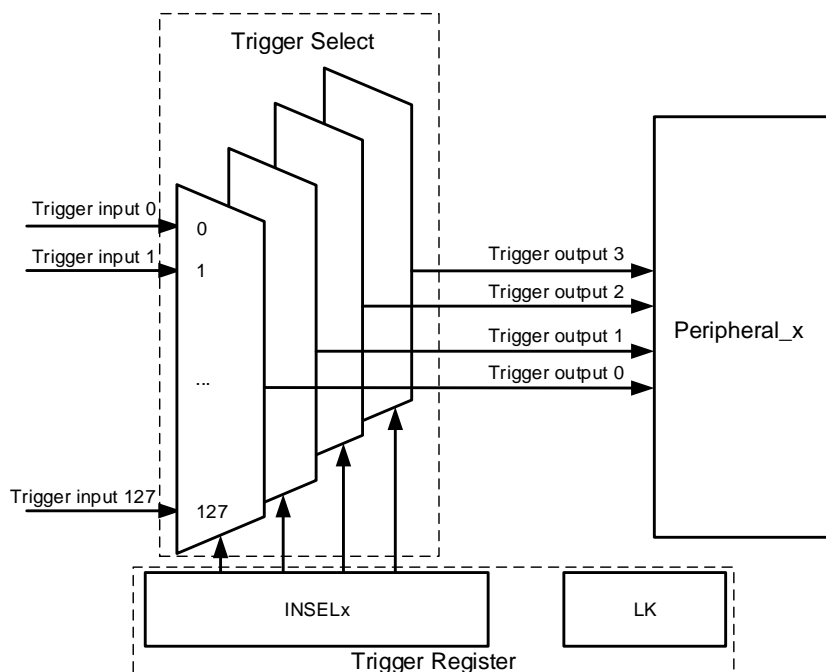 Trigger Select
Trigger input 0
0
Trigger input 1
1
Trigger output 3
Trigger output 2
Peripheral_x
Trigger output 1
...
Trigger output 0
Trigger input 127
127
INSELx
LK
Trigger Register